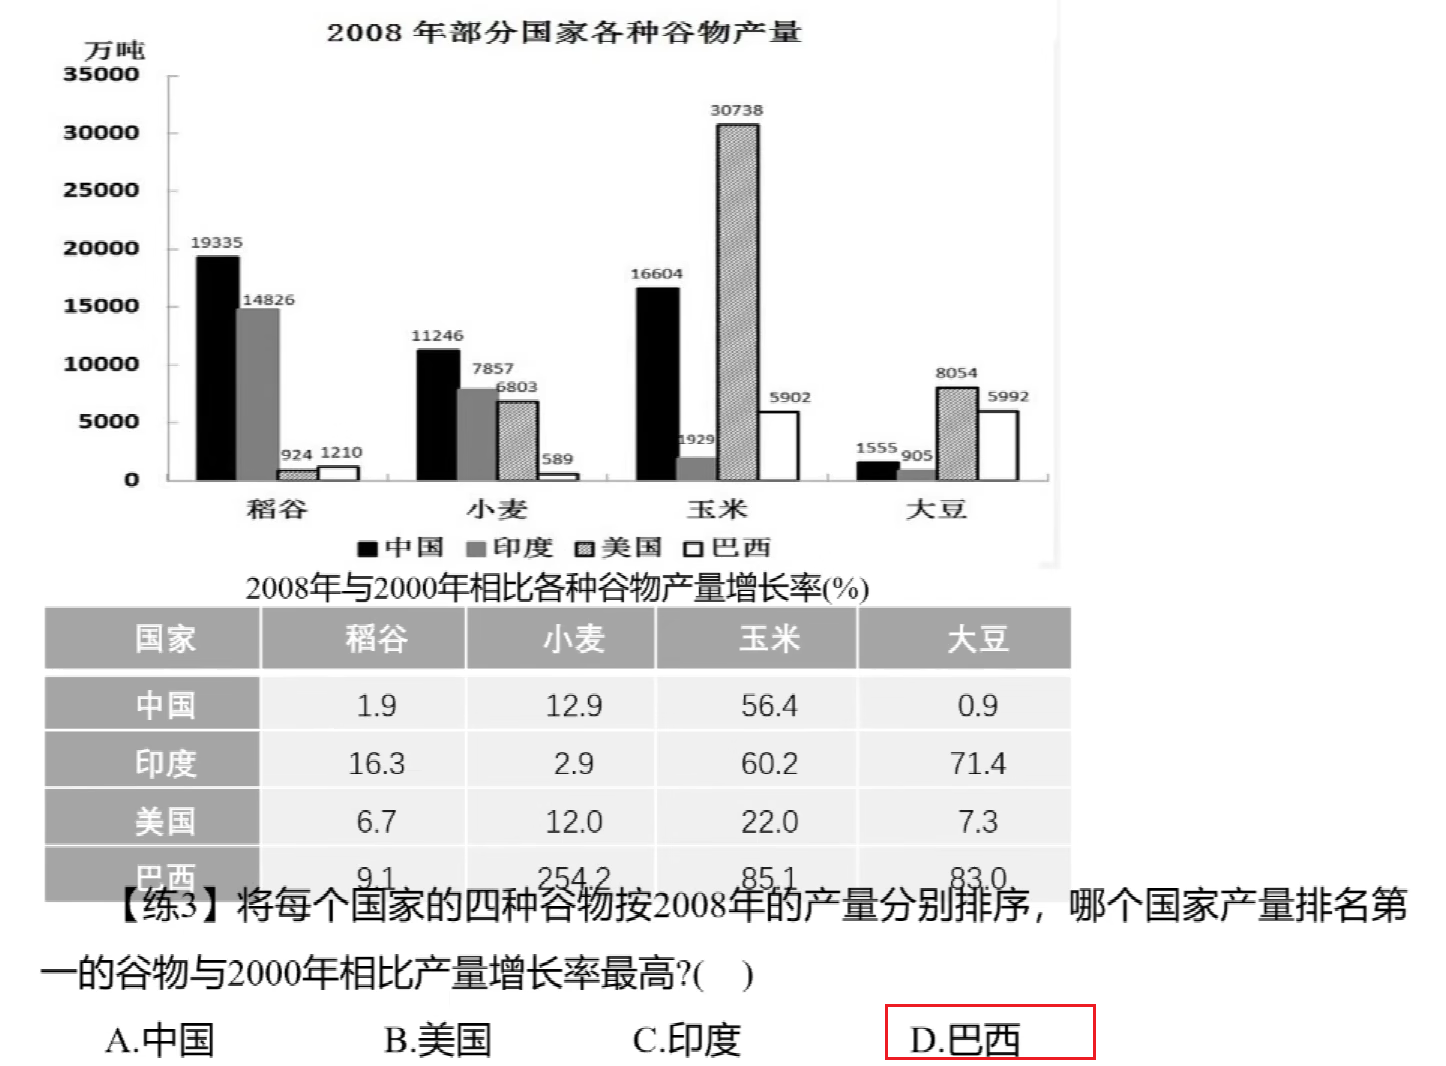 2008 年部分国家各种谷物产量
万吨
35000
30000
25000
20000
15000
10000
5000
0
19335
14826
924
1210
11246
7857
6803
589
16604
1929
30738
5902
1555
905
8054
5992
稻谷 小麦 玉米 大豆
中国 印度 美国 巴西
2008年与2000年相比各种谷物产量增长率(%)
国家 稻谷 小麦 玉米 大豆
中国 1.9 12.9 56.4 0.9
印度 16.3 2.9 60.2 71.4
美国 6.7 12.0 22.0 7.3
巴西 9.1 254.2 85.1 83.0
【练3】将每个国家的四种谷物按2008年的产量分别排序，哪个国家产量排名第
一的谷物与2000年相比产量增长率最高?( )
A.中国 B.美国 C.印度 D.巴西